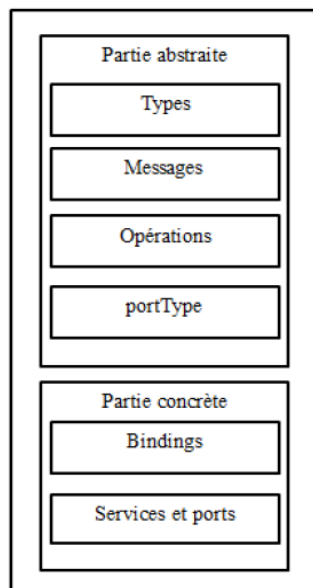 Partie abstraite
Types
Messages
Opérations
portType
Partie concrète
Bindings
Services et ports